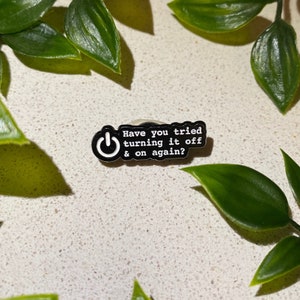 Have you tried
turning it off
& on again?